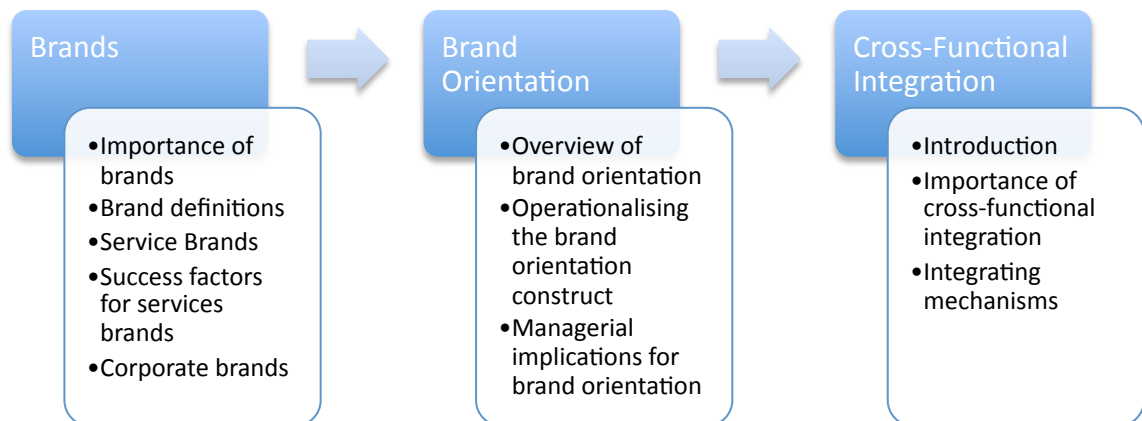 Brands
•Importance of
brands
•Brand definitions
•Service Brands
•Success factors
for services
brands
•Corporate brands
Brand
Orientation
•Overview of
brand orientation
•Operationalising
the brand
orientation
construct
•Managerial
implications for
brand orientation
Cross-Functional
Integration
•Introduction
•Importance of
cross-functional
integration
•Integrating
mechanisms